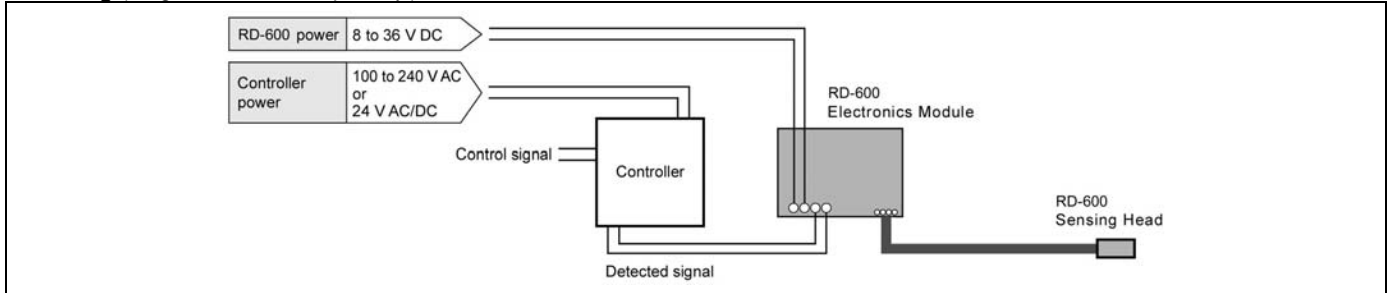 RD-600 power 8 to 36 V DC
Controller power
100 to 240 V AC
or
24 V AC/DC
RD-600
Electronics Module
Control signal
Controller
RD-600
Sensing Head
Detected signal